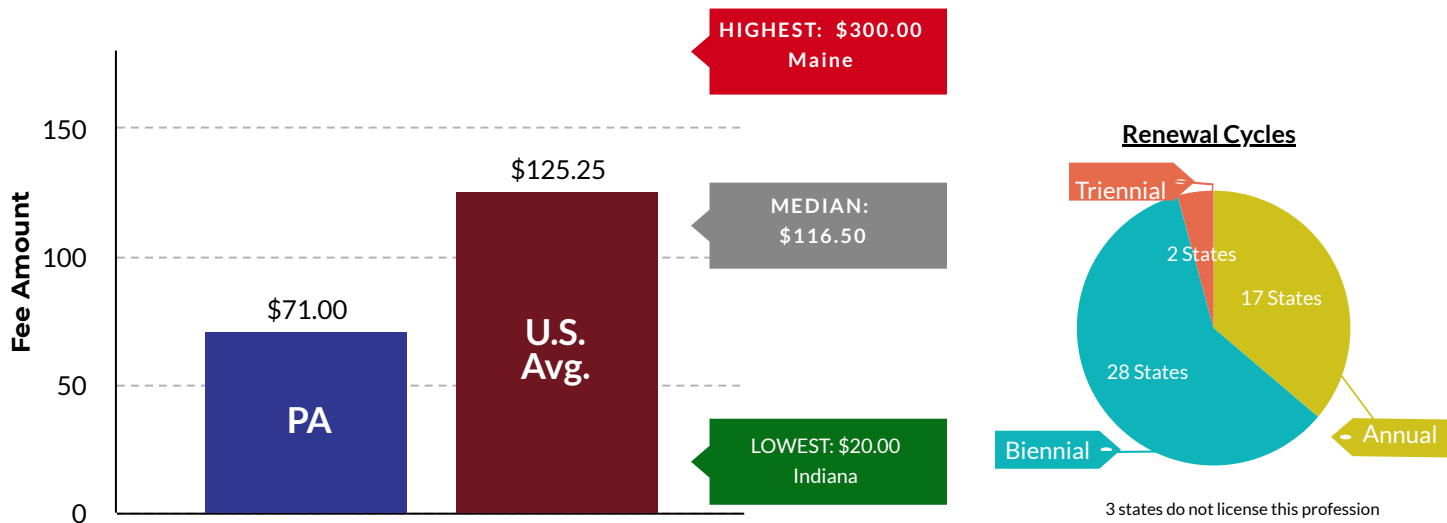 Fee Amount
150
100
50
0
$71.00
PA
$125.25
U.S.
Avg.
HIGHEST: $300.00
Maine
MEDIAN:
$116.50
LOWEST: $20.00
Indiana
Renewal Cycles
Triennial
2 States
17 States
28 States
Annual
Biennial
3 states do not license this profession